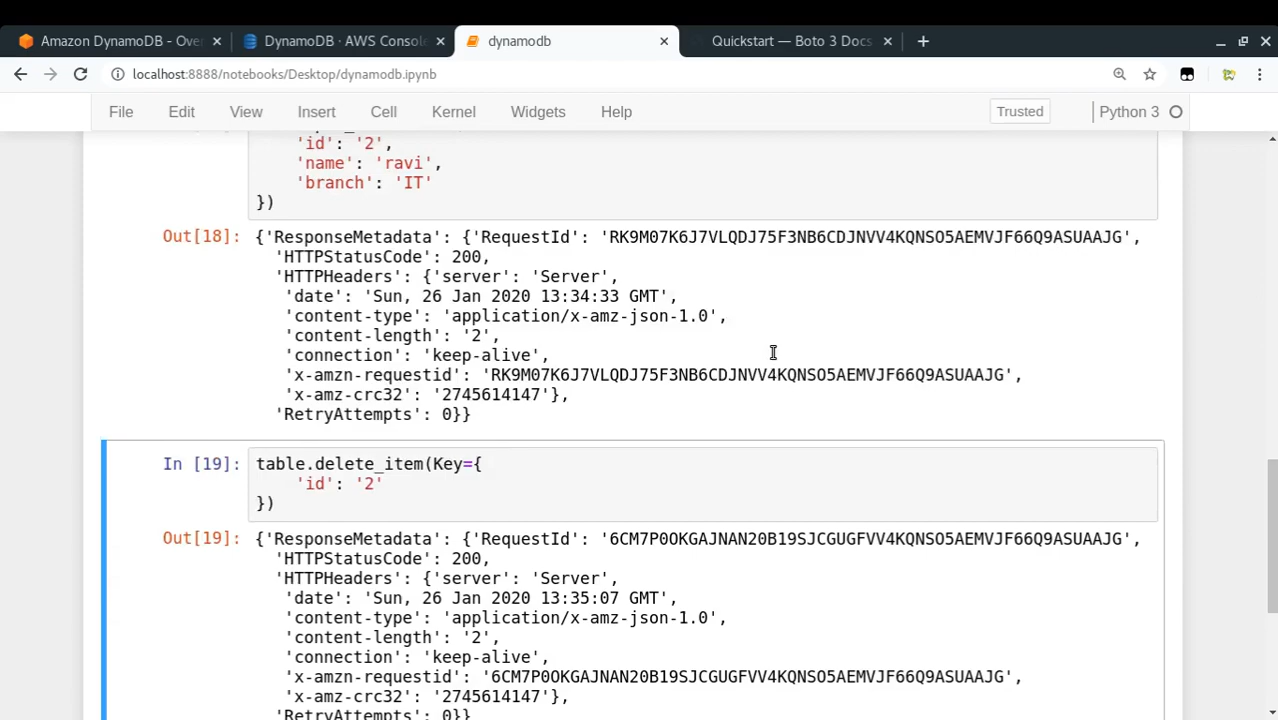 Amazon DynamoDB - Over
DynamoDB · AWS Console
dynamodb
Quickstart — Boto 3 Docs
localhost:8888/notebooks/Desktop/dynamodb.ipynb
File Edit View Insert Cell Kernel Widgets Help Trusted Python 3
'id': '2',
'name': 'ravi',
'branch': 'IT'
})
Out[18]: {'ResponseMetadata': {'RequestId': 'RK9M07K6J7VLQDJ75F3NB6CDJNVV4KQNSO5AEMVJF66Q9ASUAAJG',
'HTTPStatusCode': 200,
'HTTPHeaders': {'server': 'Server',
'date': 'Sun, 26 Jan 2020 13:34:33 GMT',
'content-type': 'application/x-amz-json-1.0',
'content-length': '2',
'connection': 'keep-alive',
'x-amzn-requestid': 'RK9M07K6J7VLQDJ75F3NB6CDJNVV4KQNSO5AEMVJF66Q9ASUAAJG',
'x-amz-crc32': '2745614147'},
'RetryAttempts': 0}}
In [19]: table.delete_item(Key={
'id': '2'
})
Out[19]: {'ResponseMetadata': {'RequestId': '6CM7P0OKGAJNAN20B19SJCGUGFVV4KQNSO5AEMVJF66Q9ASUAAJG',
'HTTPStatusCode': 200,
'HTTPHeaders': {'server': 'Server',
'date': 'Sun, 26 Jan 2020 13:35:07 GMT',
'content-type': 'application/x-amz-json-1.0',
'content-length': '2',
'connection': 'keep-alive',
'x-amzn-requestid': '6CM7P0OKGAJNAN20B19SJCGUGFVV4KQNSO5AEMVJF66Q9ASUAAJG',
'x-amz-crc32': '2745614147'},
'RetryAttempts': 0}}